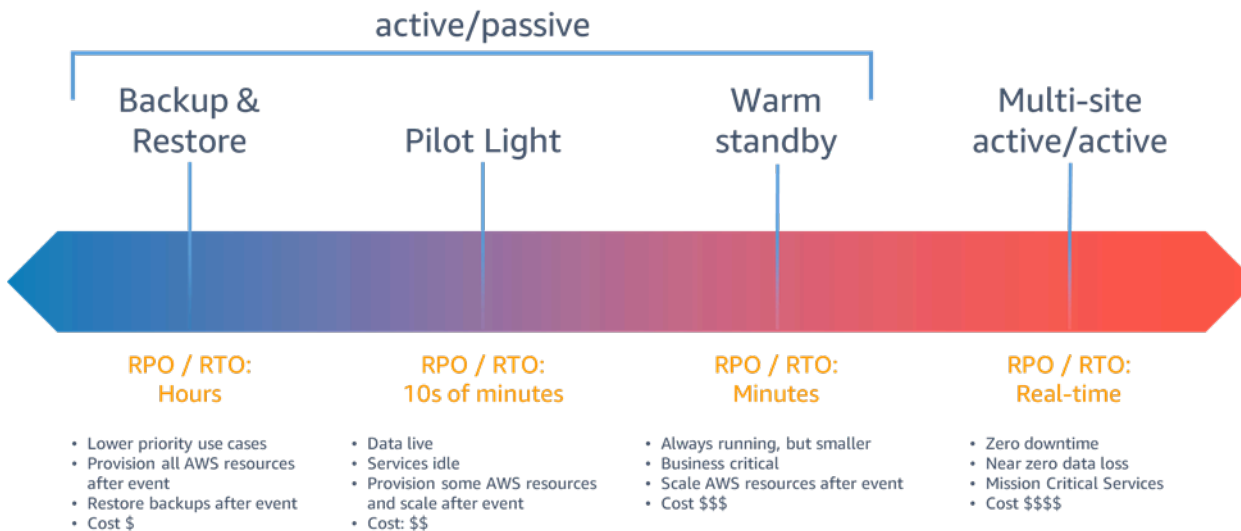 active/passive
Backup &
Restore
Pilot Light
Warm
standby
Multi-site
active/active
RPO / RTO:
Hours
RPO / RTO:
10s of minutes
RPO / RTO:
Minutes
RPO / RTO:
Real-time
• Lower priority use cases
• Provision all AWS resources
after event
• Restore backups after event
• Cost $
• Data live
• Services idle
• Provision some AWS resources
and scale after event
• Cost: $$
• Always running, but smaller
• Business critical
• Scale AWS resources after event
• Cost $$$
• Zero downtime
• Near zero data loss
• Mission Critical Services
• Cost $$$$